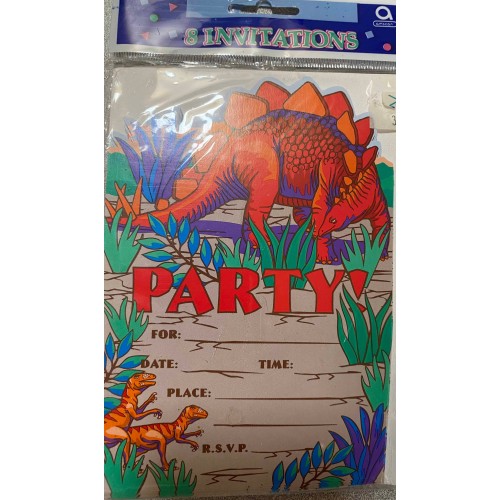 8 INVITATIONS
PARTY!
FOR:
DATE: TIME:
PLACE:
R.S.V.P.